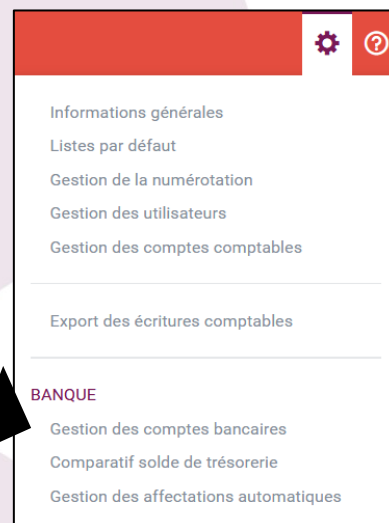 Informations générales
Listes par défaut
Gestion de la numérotation
Gestion des utilisateurs
Gestion des comptes comptables
Export des écritures comptables
BANQUE
Gestion des comptes bancaires
Comparatif solde de trésorerie
Gestion des affectations automatiques